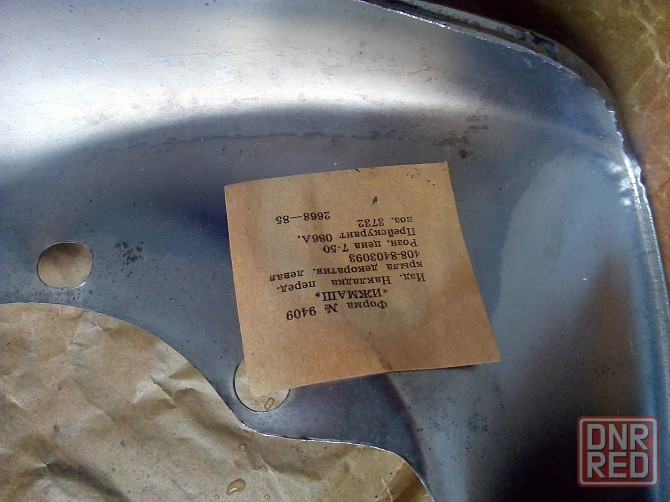 Форма № 9409
«ИЖМАШ»
Изд. Накладка перед.
крыла декоратив. левая
408-8403093
Розн. цена 7-50
Прейскурант 086А,
поз. 3732
2668—85
DNR
RED